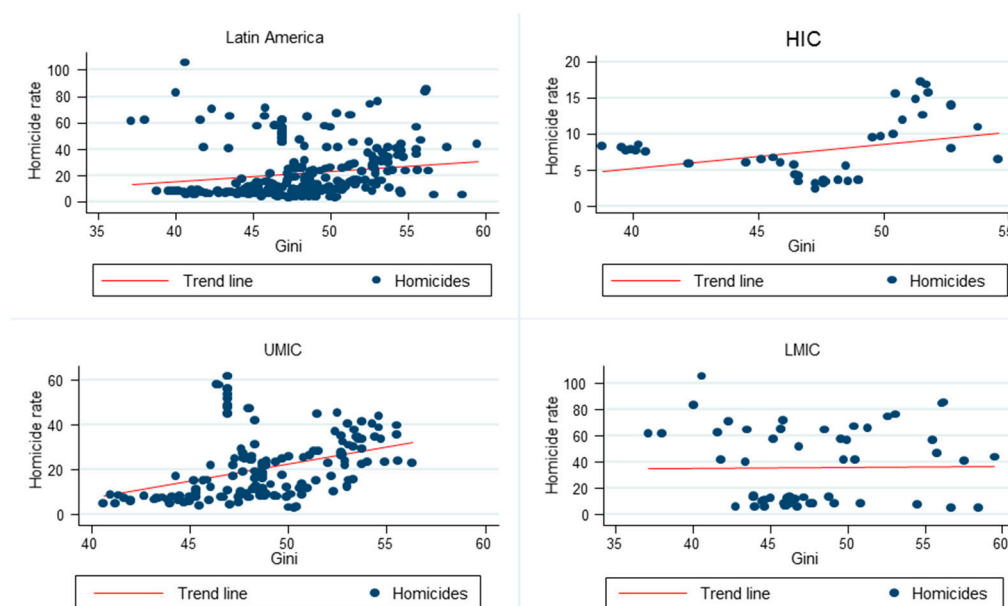 Latin America
Homicide rate
100
80
60
40
20
0
35 40 45 50 55 60
Gini
Trend line Homicides
HIC
Homicide rate
20
15
10
5
0
40 45 50 55
Gini
Trend line Homicides
UMIC
Homicide rate
60
40
20
0
40 45 50 55 60
Gini
Trend line Homicides
LMIC
Homicide rate
100
80
60
40
20
0
35 40 45 50 55 60
Gini
Trend line Homicides